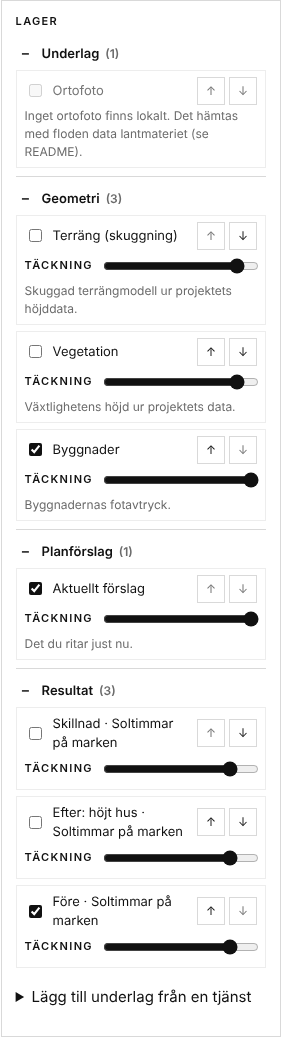 LAGER
– Underlag (1)
Ortofoto ↑ ↓
Inget ortofoto finns lokalt. Det hämtas
med floden data lantmateriet (se
README).
– Geometri (3)
Terräng (skuggning) ↑ ↓
TÄCKNING
Skuggad terrängmodell ur projektets
höjddata.
Vegetation ↑ ↓
TÄCKNING
Växtlighetens höjd ur projektets data.
Byggnader ↑ ↓
TÄCKNING
Byggnadernas fotavtryck.
– Planförslag (1)
Aktuellt förslag ↑ ↓
TÄCKNING
Det du ritar just nu.
– Resultat (3)
Skillnad · Soltimmar
på marken ↑ ↓
TÄCKNING
Efter: höjt hus ·
Soltimmar på marken ↑ ↓
TÄCKNING
Före · Soltimmar på
marken ↑ ↓
TÄCKNING
▶ Lägg till underlag från en tjänst